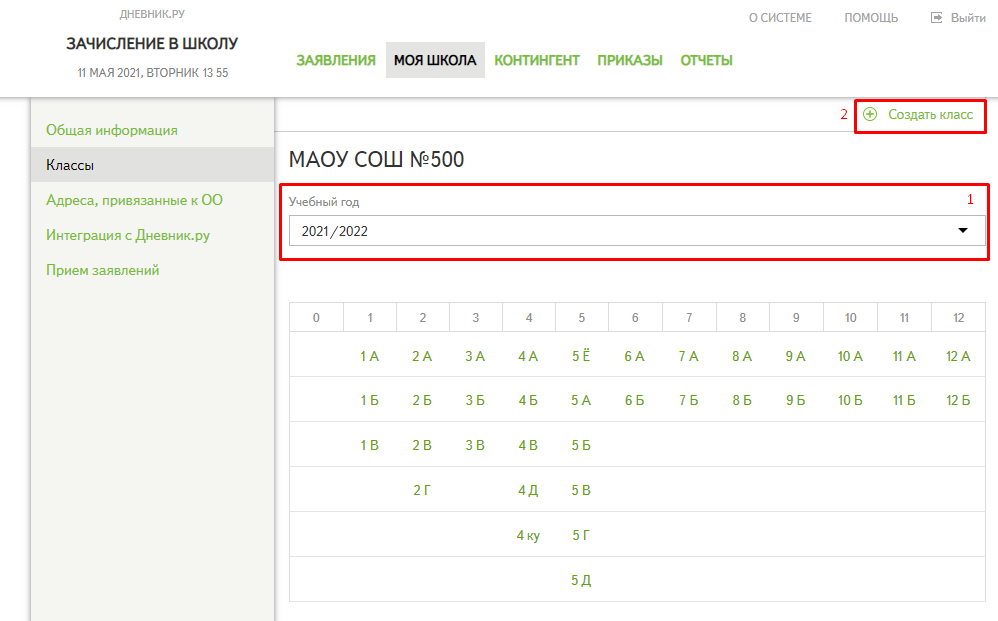 ДНЕВНИК.РУ
О СИСТЕМЕ ПОМОЩЬ Выйти
ЗАЧИСЛЕНИЕ В ШКОЛУ
ЗАЯВЛЕНИЯ МОЯ ШКОЛА КОНТИНГЕНТ ПРИКАЗЫ ОТЧЕТЫ
11 МАЯ 2021, ВТОРНИК 13 55
Общая информация
Классы
Адреса, привязанные к ОО
Интеграция с Дневник.ру
Прием заявлений
2 Создать класс
МАОУ СОШ №500
Учебный год 1
2021/2022
0 1 2 3 4 5 6 7 8 9 10 11 12
1 А 2 А 3 А 4 А 5 Ё 6 А 7 А 8 А 9 А 10 А 11 А 12 А
1 Б 2 Б 3 Б 4 Б 5 А 6 Б 7 Б 8 Б 9 Б 10 Б 11 Б 12 Б
1 В 2 В 3 В 4 В 5 Б
2 Г 4 Д 5 В
4 ку 5 Г
5 Д